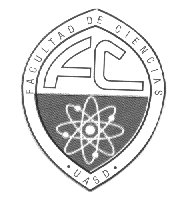 FACULTAD DE CIENCIAS
FC
· UASD ·